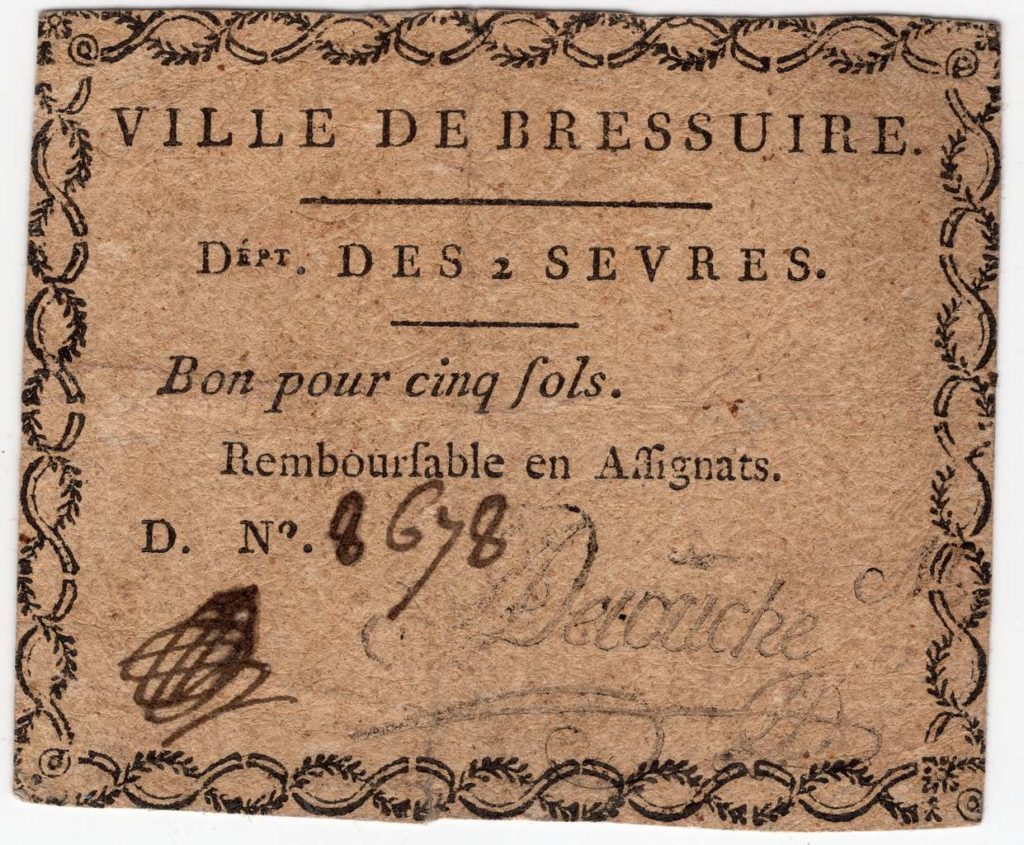 VILLE DE BRESSUIRE.
Dépt. DES 2 SEVRES.
Bon pour cinq ſols.
Rembourſable en Aſſignats.
D. Nº. 8678